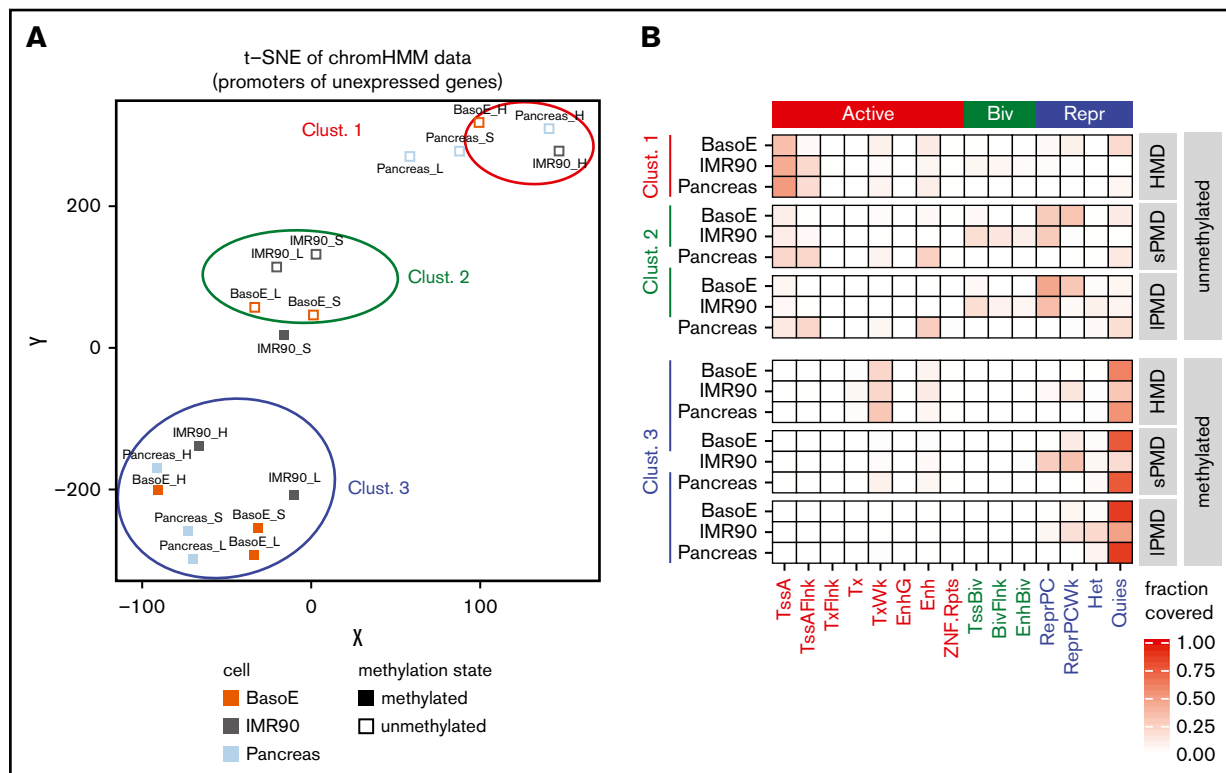 A
t–SNE of chromHMM data
(promoters of unexpressed genes)
Clust. 1
BasoE_H
Pancreas_H
Pancreas_S
IMR90_H
Pancreas_L
200
IMR90_S
IMR90_L
Clust. 2
BasoE_L
BasoE_S
0
IMR90_S
Y
IMR90_H
Pancreas_H
BasoE_H
IMR90_L
Clust. 3
−200
Pancreas_S
BasoE_S
Pancreas_L
BasoE_L
−100
0
100
X
cell
BasoE
IMR90
Pancreas
methylation state
methylated
unmethylated
B
Active
Biv
Repr
Clust. 1
BasoE
IMR90
Pancreas
HMD
Clust. 2
BasoE
IMR90
Pancreas
sPMD
BasoE
IMR90
Pancreas
lPMD
unmethylated
Clust. 3
BasoE
IMR90
Pancreas
HMD
BasoE
IMR90
Pancreas
sPMD
BasoE
IMR90
Pancreas
lPMD
methylated
TssA
TssAFlnk
TxFlnk
Tx
TxWk
EnhG
Enh
ZNF.Rpts
TssBiv
BivFlnk
EnhBiv
ReprPC
ReprPCWk
Het
Quies
fraction
covered
1.00
0.75
0.50
0.25
0.00